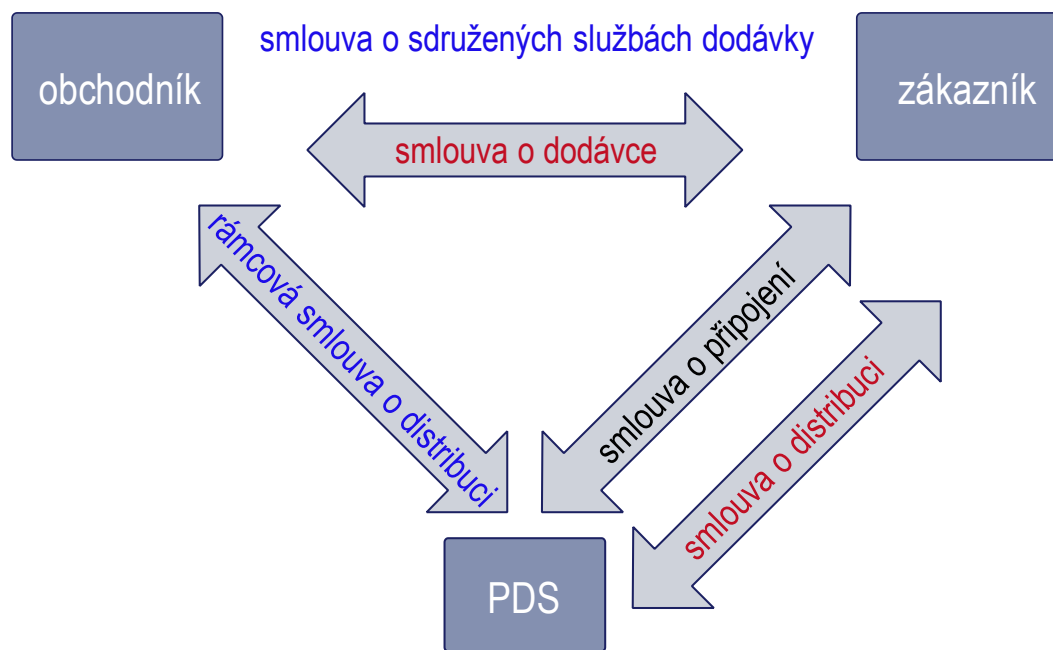 smlouva o sdružených službách dodávky
obchodník
zákazník
smlouva o dodávce
rámcová smlouva o distribuci
smlouva o připojení
smlouva o distribuci
PDS